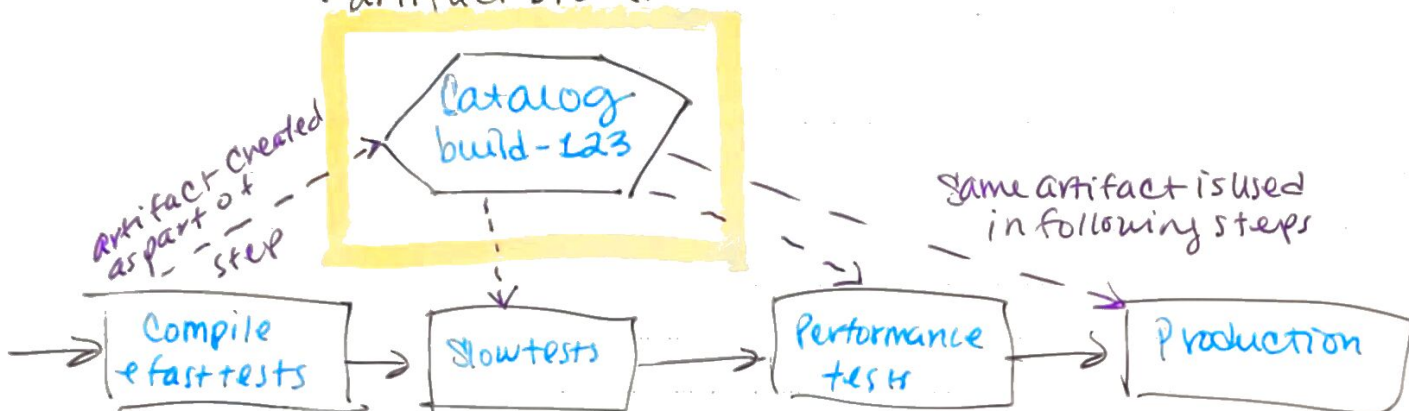 artifact
Catalog
build-123
artifact created
as part of
step
same artifact is used
in following steps
Compile
& fast tests
Slow tests
Performance
tests
Production